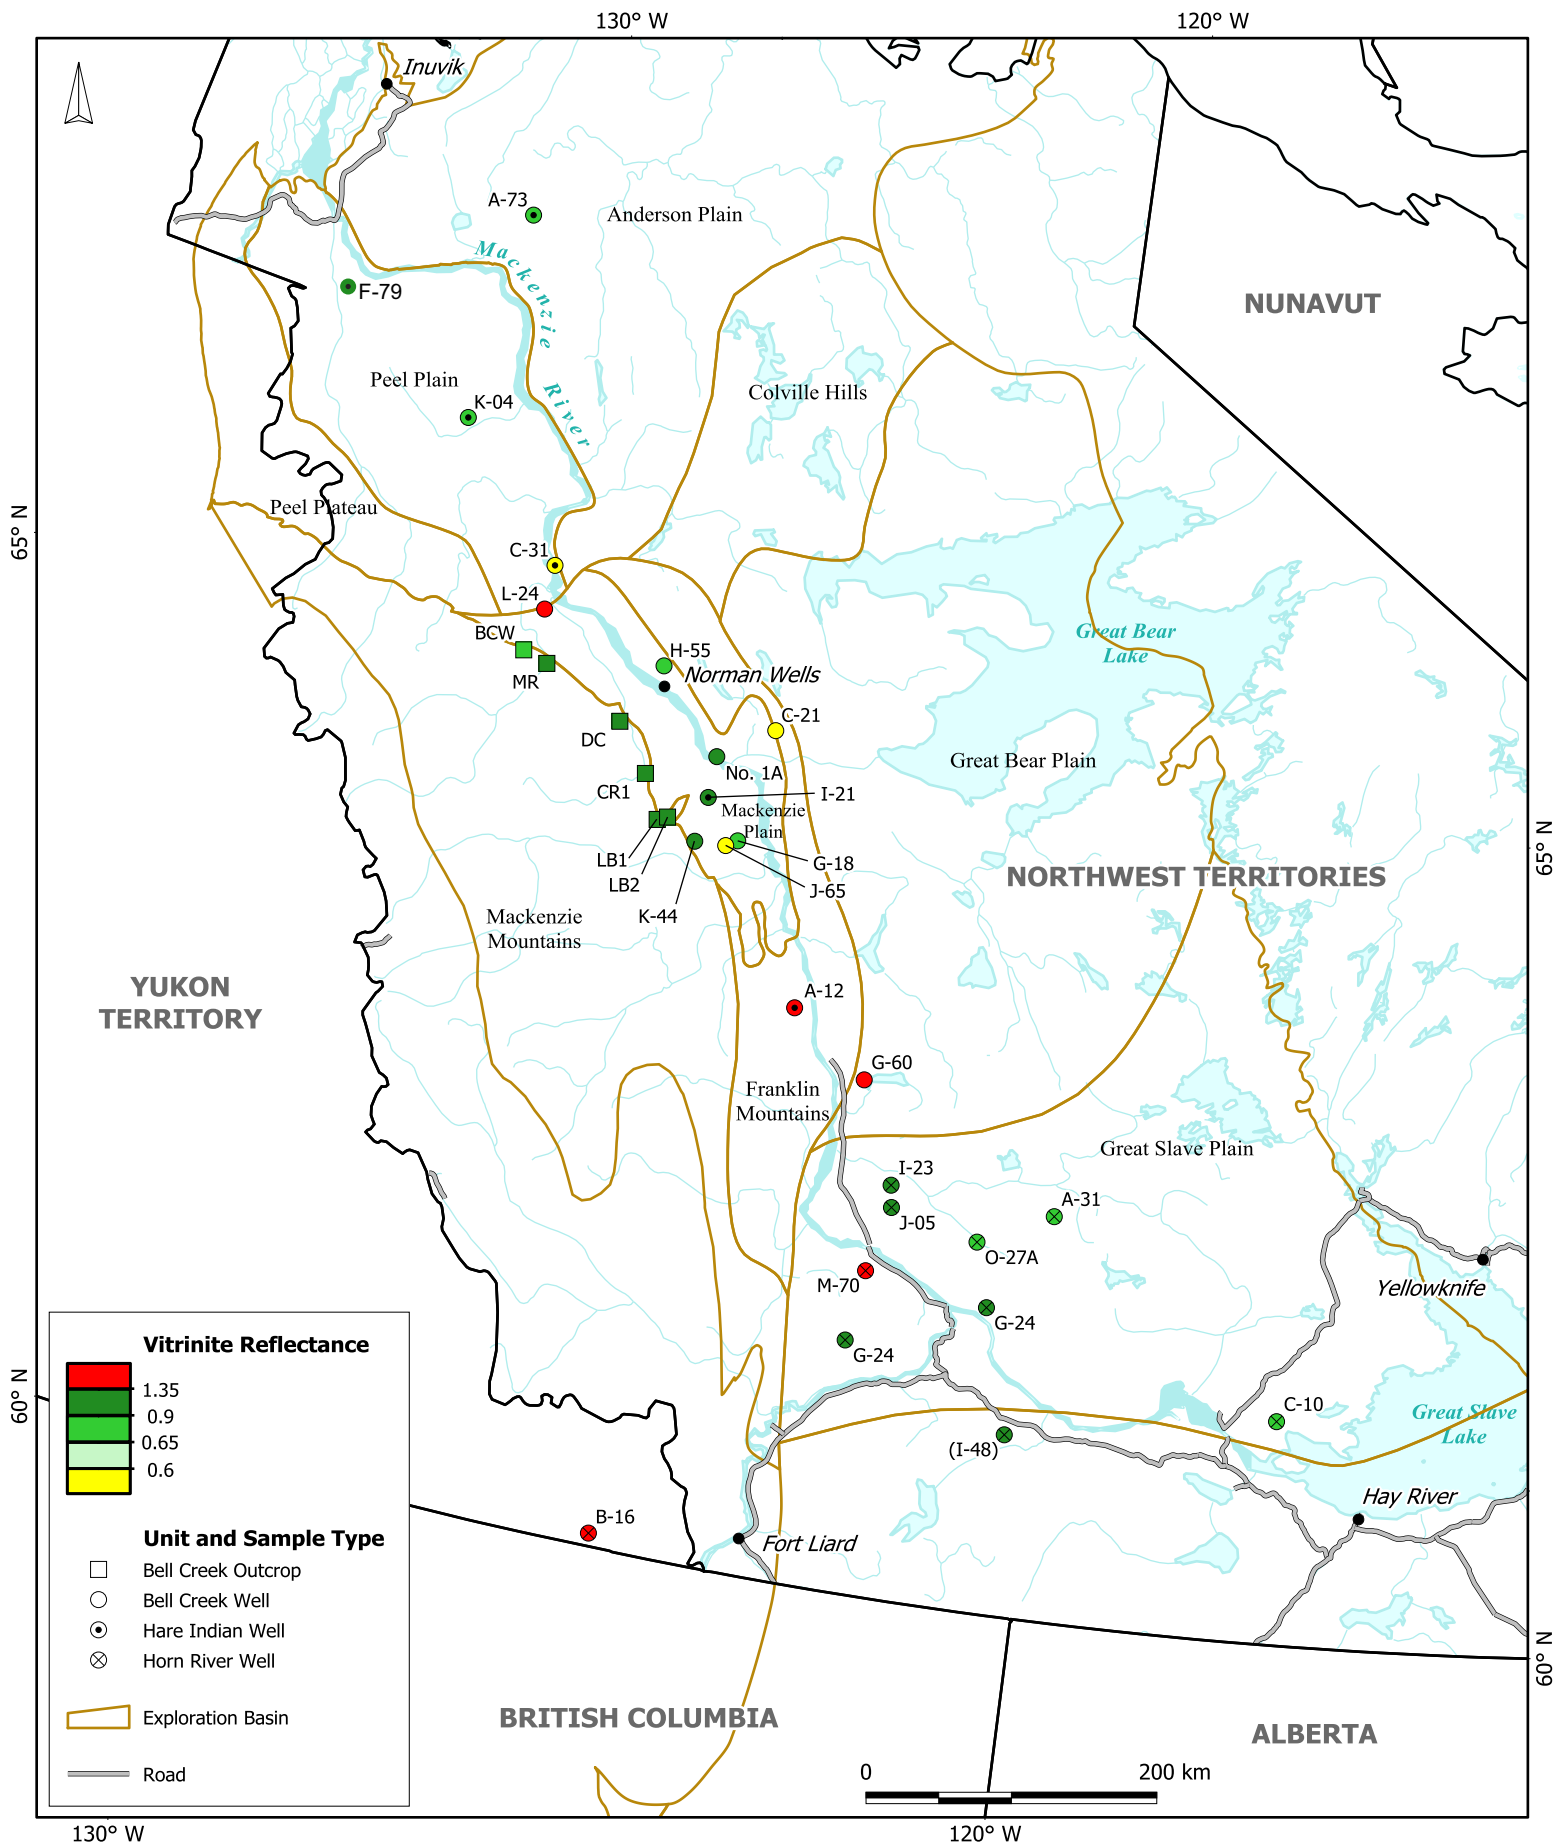 130° W
120° W
Inuvik
A-73
Anderson Plain
Mackenzie River
F-79
NUNAVUT
Peel Plain
K-04
Colville Hills
Peel Plateau
65° N
C-31
L-24
BCW
MR
Great Bear
Lake
H-55
Norman Wells
C-21
DC
No. 1A
Great Bear Plain
CR1
I-21
Mackenzie
Plain
65° N
LB1
LB2
G-18
J-65
K-44
NORTHWEST TERRITORIES
Mackenzie
Mountains
YUKON
TERRITORY
A-12
G-60
Franklin
Mountains
Great Slave Plain
I-23
J-05
A-31
O-27A
M-70
Yellowknife
G-24
G-24
60° N
C-10
Great Slave
Lake
(I-48)
Hay River
B-16
Fort Liard
Vitrinite Reflectance
1.35
0.9
0.65
0.6
Unit and Sample Type
Bell Creek Outcrop
Bell Creek Well
Hare Indian Well
Horn River Well
Exploration Basin
Road
60° N
BRITISH COLUMBIA
ALBERTA
0
200 km
130° W
120° W